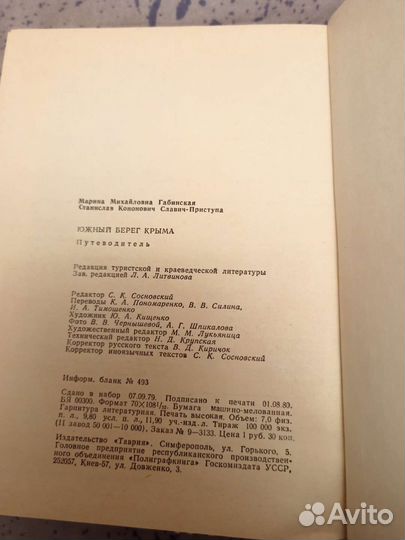 Марина Михайловна Габинская
Станислав Кононович Славич-Приступа
ЮЖНЫЙ БЕРЕГ КРЫМА
Путеводитель
Редакция туристской и краеведческой литературы
Зав. редакцией Л. А. Литвинова
Редактор С. К. Сосновский
Переводы К. А. Пономаренко, В. В. Силина,
И. А. Тимошенко
Художник Ю. А. Кищенко
Фото В. В. Чернышевой, А. Г. Шпикалова
Художественный редактор М. М. Лукьяница
Технический редактор Н. Д. Крупская
Корректор русского текста В. Д. Киричок
Корректор иноязычных текстов С. К. Сосновский
Информ. бланк № 493
Сдано в набор 07.09.79. Подписано к печати 01.08.80.
БЯ 00300. Формат 70×108¹/₃₂. Бумага машино-мелованная.
Гарнитура литературная. Печать высокая. Объем: 7,0 физ.
п. л., 9,80 усл. п. л., 11,90 уч.-изд. л. Тираж 100 000 экз.
(II завод 50 001—10 000). Заказ № 9—3133. Цена 1 руб. 30 коп.
Издательство «Таврия». Симферополь, ул. Горького, 5.
Головное предприятие республиканского производствен-
ного объединения «Полиграфкнига» Госкомиздата УССР,
252057, Киев-57, ул. Довженко, 3.
Avito